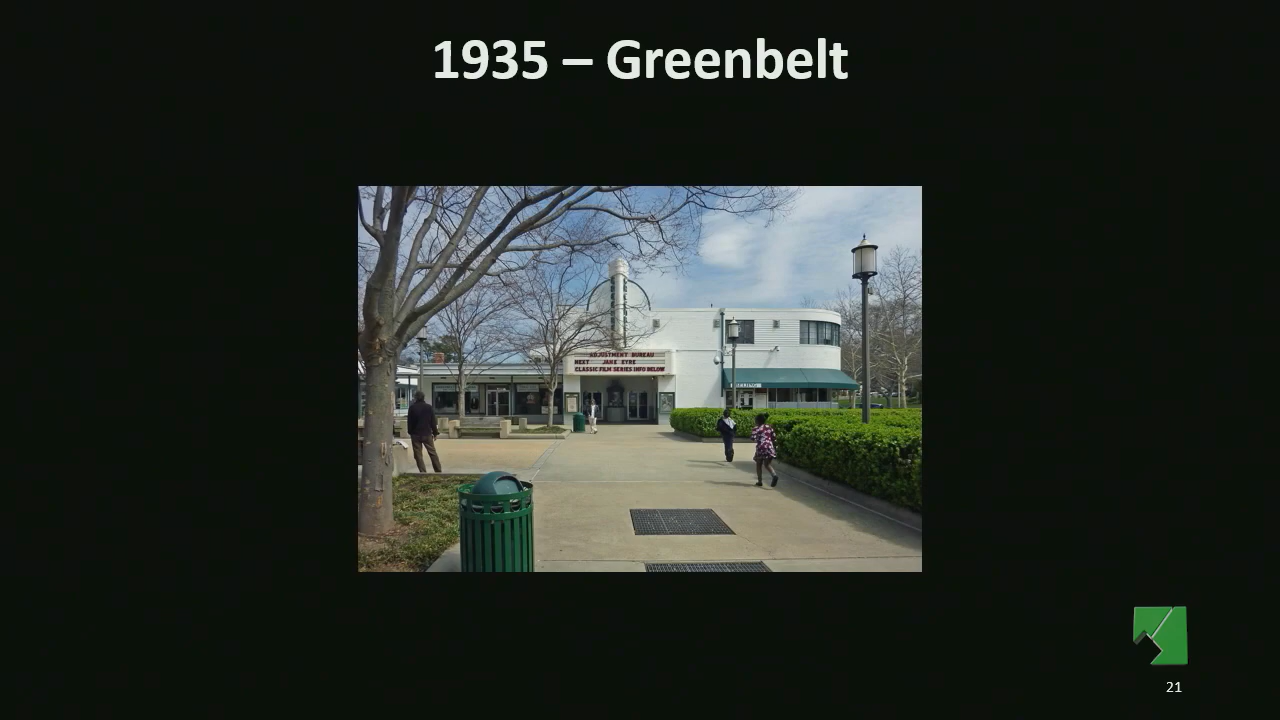 1935 – Greenbelt
ADJUSTMENT BUREAU
NEXT JANE EYRE
CLASSIC FILM SERIES INFO BELOW
21